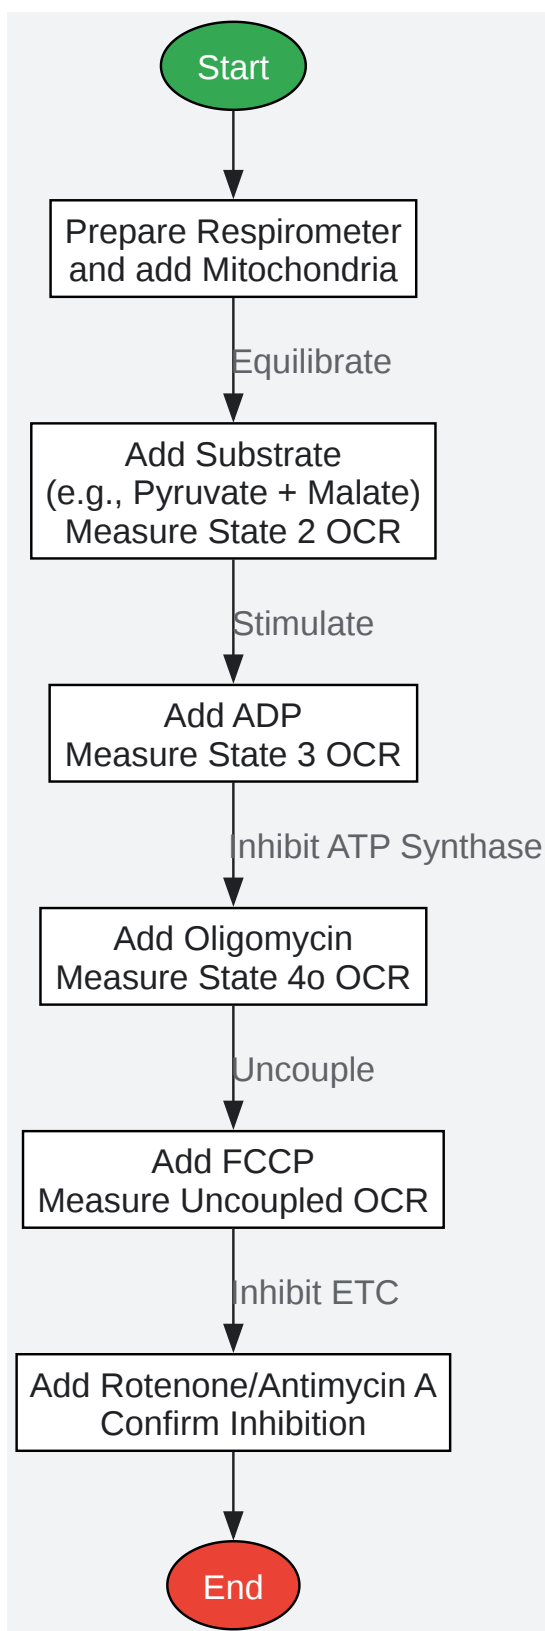 Start
Prepare Respirometer
and add Mitochondria
Equilibrate
Add Substrate
(e.g., Pyruvate + Malate)
Measure State 2 OCR
Stimulate
Add ADP
Measure State 3 OCR
Inhibit ATP Synthase
Add Oligomycin
Measure State 4o OCR
Uncouple
Add FCCP
Measure Uncoupled OCR
Inhibit ETC
Add Rotenone/Antimycin A
Confirm Inhibition
End